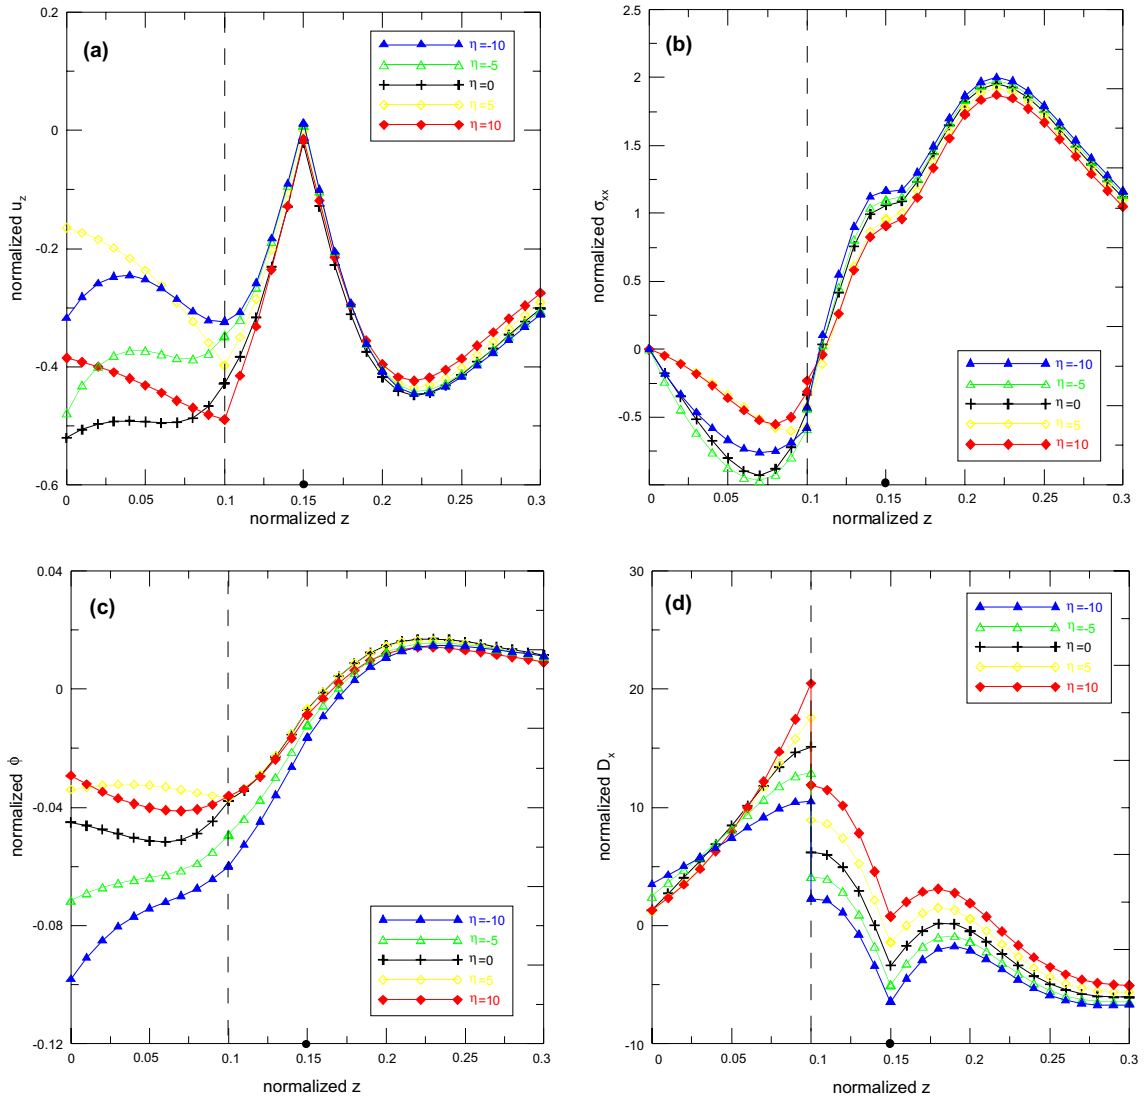 (a)
0.2
0
-0.2
-0.4
-0.6
normalized u_z
η=-10
η=-5
η=0
η=5
η=10
0 0.05 0.1 0.15 0.2 0.25 0.3
normalized z
(b)
2.5
2
1.5
1
0.5
0
-0.5
normalized σ_xx
η=-10
η=-5
η=0
η=5
η=10
0 0.05 0.1 0.15 0.2 0.25 0.3
normalized z
(c)
0.04
0
-0.04
-0.08
-0.12
normalized ϕ
η=-10
η=-5
η=0
η=5
η=10
0 0.05 0.1 0.15 0.2 0.25 0.3
normalized z
(d)
30
20
10
0
-10
normalized D_x
η=-10
η=-5
η=0
η=5
η=10
0 0.05 0.1 0.15 0.2 0.25 0.3
normalized z